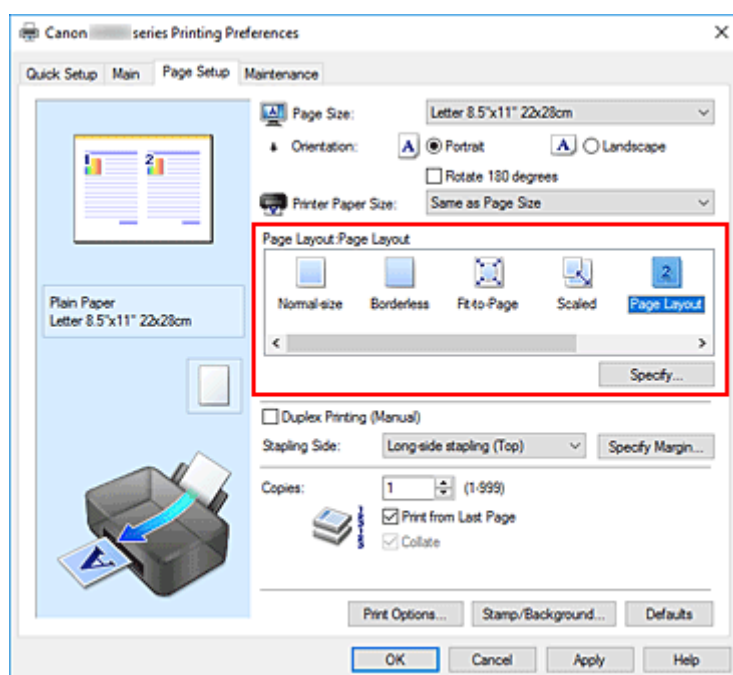 Canon series Printing Preferences
Quick Setup Main Page Setup Maintenance
Page Size: Letter 8.5"x11" 22x28cm
Orientation: A Portrait A Landscape
Rotate 180 degrees
Printer Paper Size: Same as Page Size
Page Layout:Page Layout
2
Normal-size Borderless Fit-to-Page Scaled Page Layout
Specify...
1 2
Plain Paper
Letter 8.5"x11" 22x28cm
A
Duplex Printing (Manual)
Stapling Side: Long-side stapling (Top) Specify Margin...
Copies: 1 (1-999)
Print from Last Page
Collate
Print Options... Stamp/Background... Defaults
OK Cancel Apply Help